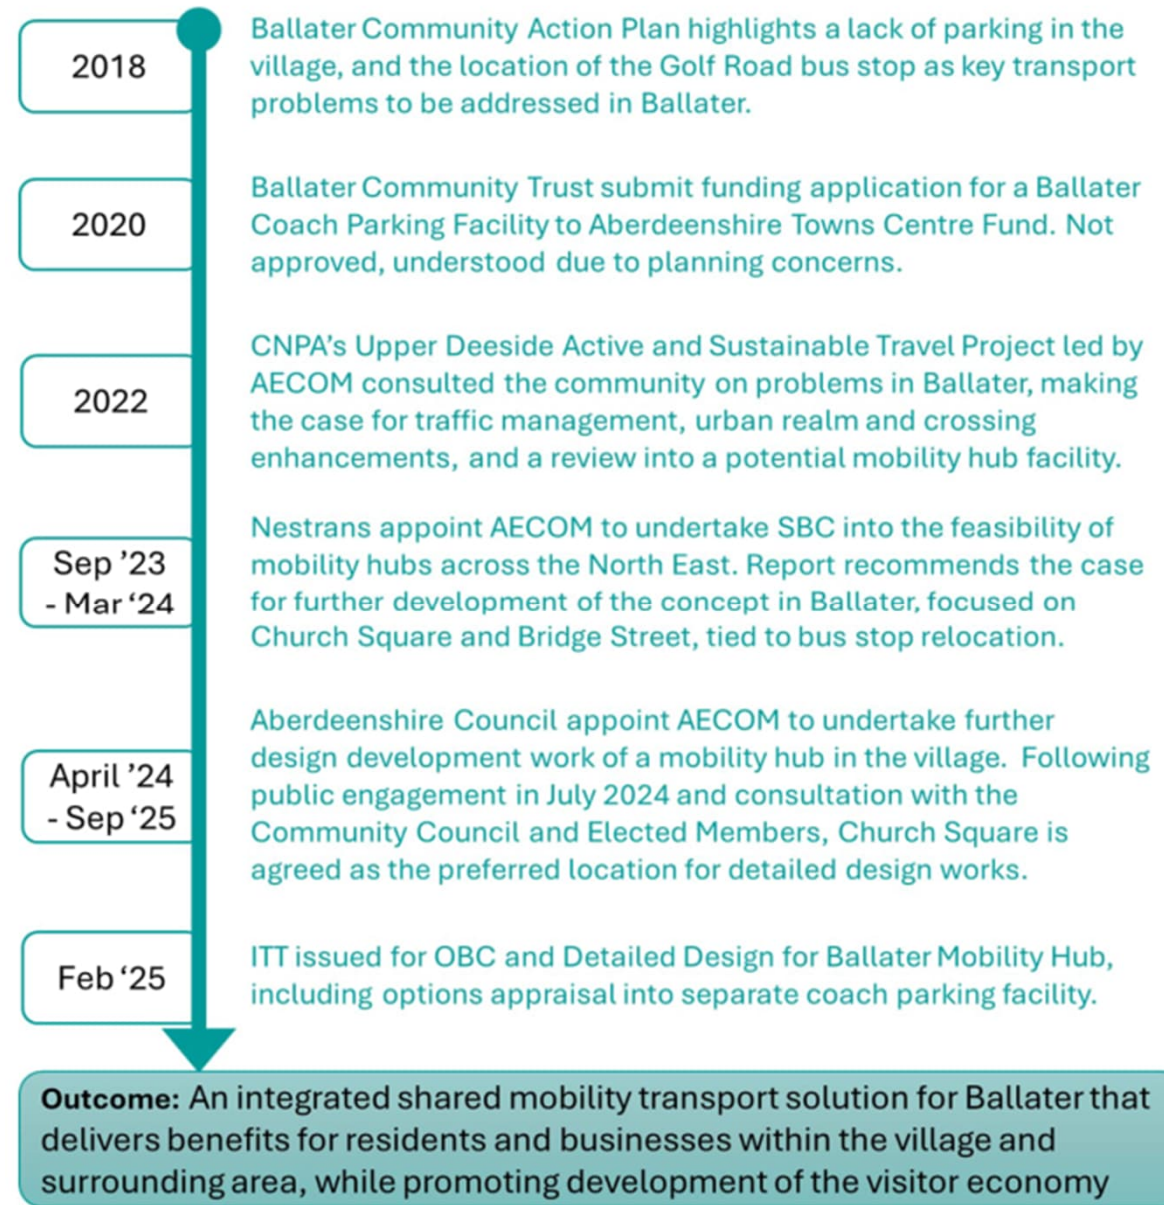 2018
Ballater Community Action Plan highlights a lack of parking in the
village, and the location of the Golf Road bus stop as key transport
problems to be addressed in Ballater.
2020
Ballater Community Trust submit funding application for a Ballater
Coach Parking Facility to Aberdeenshire Towns Centre Fund. Not
approved, understood due to planning concerns.
2022
CNPA’s Upper Deeside Active and Sustainable Travel Project led by
AECOM consulted the community on problems in Ballater, making
the case for traffic management, urban realm and crossing
enhancements, and a review into a potential mobility hub facility.
Sep ’23
- Mar ‘24
Nestrans appoint AECOM to undertake SBC into the feasibility of
mobility hubs across the North East. Report recommends the case
for further development of the concept in Ballater, focused on
Church Square and Bridge Street, tied to bus stop relocation.
April ’24
- Sep ‘25
Aberdeenshire Council appoint AECOM to undertake further
design development work of a mobility hub in the village. Following
public engagement in July 2024 and consultation with the
Community Council and Elected Members, Church Square is
agreed as the preferred location for detailed design works.
Feb ‘25
ITT issued for OBC and Detailed Design for Ballater Mobility Hub,
including options appraisal into separate coach parking facility.
Outcome: An integrated shared mobility transport solution for Ballater that
delivers benefits for residents and businesses within the village and
surrounding area, while promoting development of the visitor economy